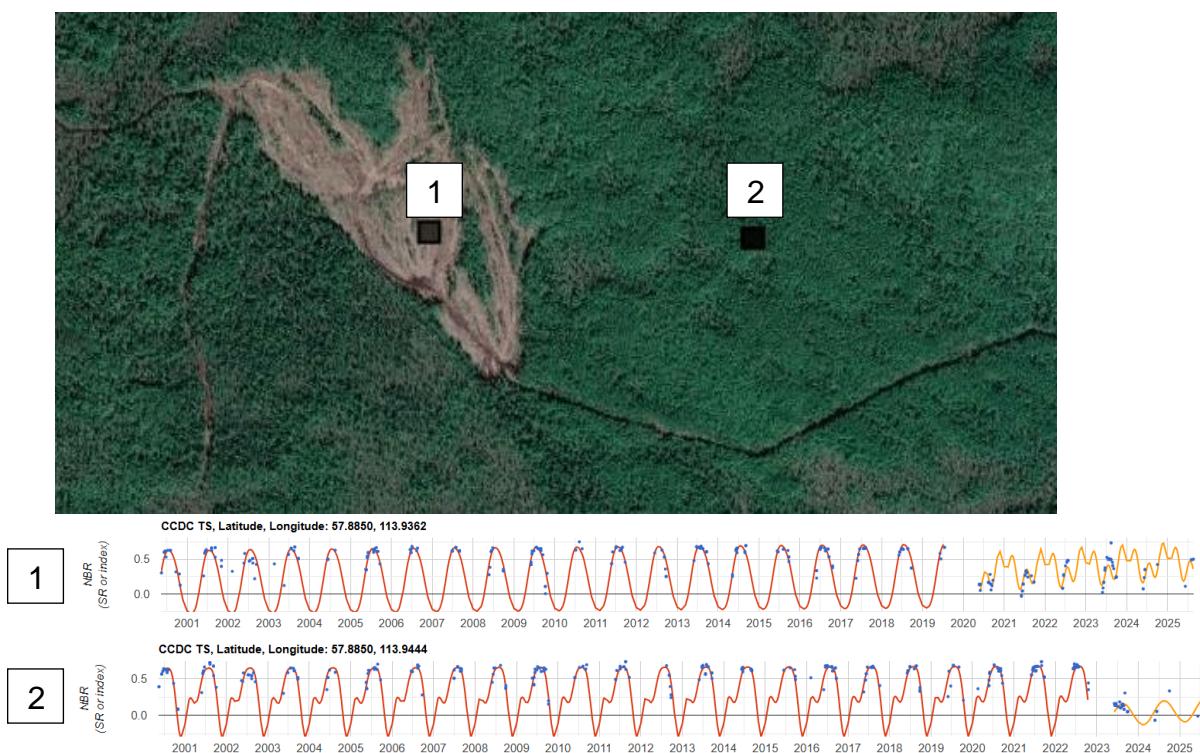 1
2
CCDC TS, Latitude, Longitude: 57.8850, 113.9362
1
NBR
(SR or index)
0.5
0.0
2001 2002 2003 2004 2005 2006 2007 2008 2009 2010 2011 2012 2013 2014 2015 2016 2017 2018 2019 2020 2021 2022 2023 2024 2025
CCDC TS, Latitude, Longitude: 57.8850, 113.9444
2
NBR
(SR or index)
0.5
0.0
2001 2002 2003 2004 2005 2006 2007 2008 2009 2010 2011 2012 2013 2014 2015 2016 2017 2018 2019 2020 2021 2022 2023 2024 2025